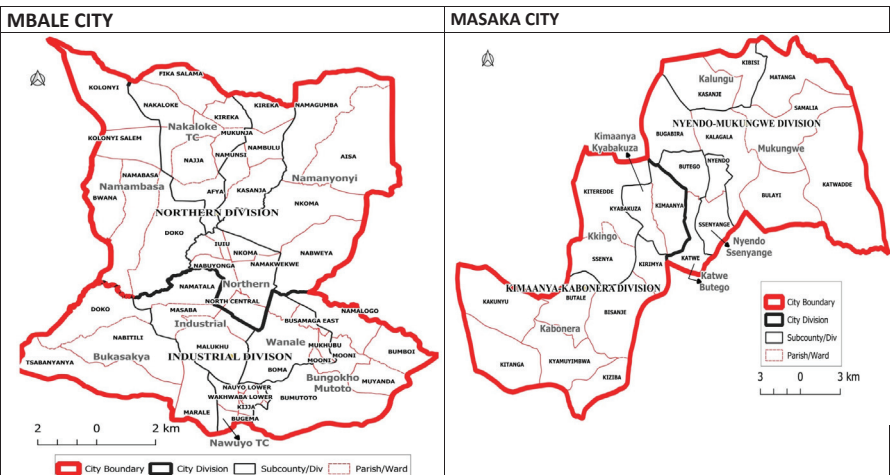 MBALE CITY
KOLONYI
FIKA SALAMA
NAKALOKE
KIREKA
KIREKA
NAMAGUMBA
Nakaloke
TC
MUKUNJA
KOLONYI SALEM
NAMBULU
NAJJA
NAMUNSI
AISA
NAMABASA
Namambasa
Namanyonyi
BWANA
AFYA
KASANJA
NKOMA
NORTHERN DIVISION
DOKO
IUIU
NKOMA
NABWEYA
NABUYONGA
NAMAKWEKWE
NAMATALA
Northern
DOKO
NORTH CENTRAL
MASABA
NAMALOGO
Industrial
BUSAMAGA EAST
NABITILI
Wanale
MALUKHU
MUKHUBU
MOONI
BUMBOI
Bukasakya
INDUSTRIAL DIVISON
MOONI
TSABANYANYA
BOMA
Bungokho
Mutoto
MUYANDA
NAUYO LOWER
WAKHWABA LOWER
BUMUTOTO
KIJJA
MARALE
BUGEMA
Nawuyo TC
2 0 2 km
City Boundary
City Division
Subcounty/Div
Parish/Ward
MASAKA CITY
KIBISI
Kalungu
MATANGA
KASANJE
SAMALIA
NYENDO-MUKUNGWE DIVISION
Kimaanya
Kyabakuza
BUGABIRA
KALAGALA
Mukungwe
BUTEGO
NYENDO
KITEREDDE
KATWADDE
BULAYI
KYABAKUZA
KIMAANYA
SSENYANGE
Kkingo
Nyendo
Ssenyange
SSENYA
KIRIMYA
KATWE
Katwe
Butego
KIMAANYA-KABONERA DIVISION
KAKUNYU
BUTALE
BISANJE
Kabonera
KITANGA
KYAMUYIMBWA
KIZIBA
City Boundary
City Division
Subcounty/Div
Parish/Ward
3 0 3 km